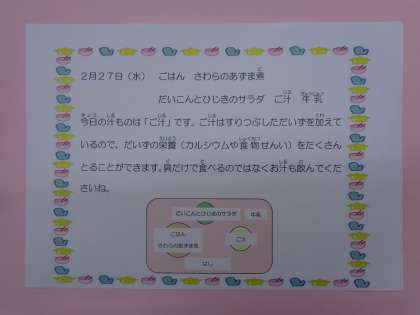 2月27日(水) ごはん さわらのあずま煮
だいこんとひじきのサラダ ご汁 牛乳
今日の汁ものは「ご汁」です。ご汁はすりつぶしただいずを加えて
いるので、だいずの栄養(カルシウムや食物せんい)をたくさん
とることができます。具だけで食べるのではなくお汁も飲んでくだ
さいね。
だいこんとひじきのサラダ 牛乳
ごはん
ご汁
さわらのあずま煮
はし